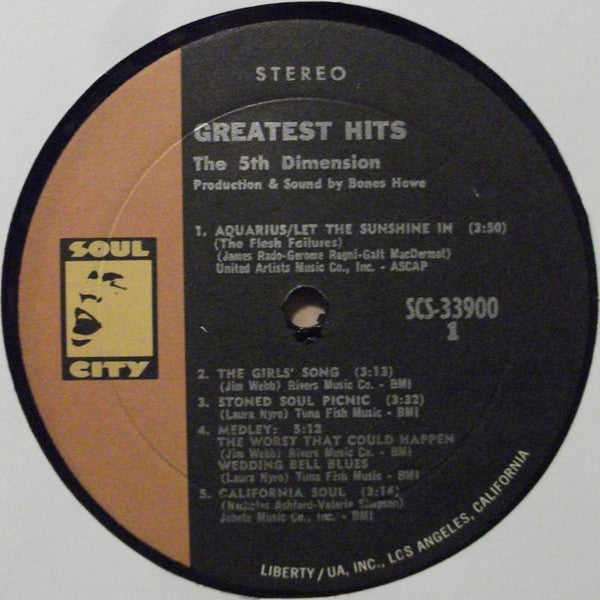 STEREO
GREATEST HITS
The 5th Dimension
Production & Sound by Bones Howe
1. AQUARIUS/LET THE SUNSHINE IN (3:50)
(The Flesh Failures)
(James Rado-Gerome Ragni-Galt MacDermot)
United Artists Music Co., Inc. - ASCAP
SOUL
CITY
SCS-33900
1
2. THE GIRLS' SONG (3:13)
(Jim Webb) Rivers Music Co. - BMI
3. STONED SOUL PICNIC (3:32)
(Laura Nyro) Tuna Fish Music - BMI
4. MEDLEY: 5:12
THE WORST THAT COULD HAPPEN
(Jim Webb) Rivers Music Co. - BMI
WEDDING BELL BLUES
(Laura Nyro) Tuna Fish Music - BMI
5. CALIFORNIA SOUL (3:14)
(Nicholas Ashford-Valerie Simpson)
Jobete Music Co., Inc. - BMI
LIBERTY/UA, INC., LOS ANGELES, CALIFORNIA